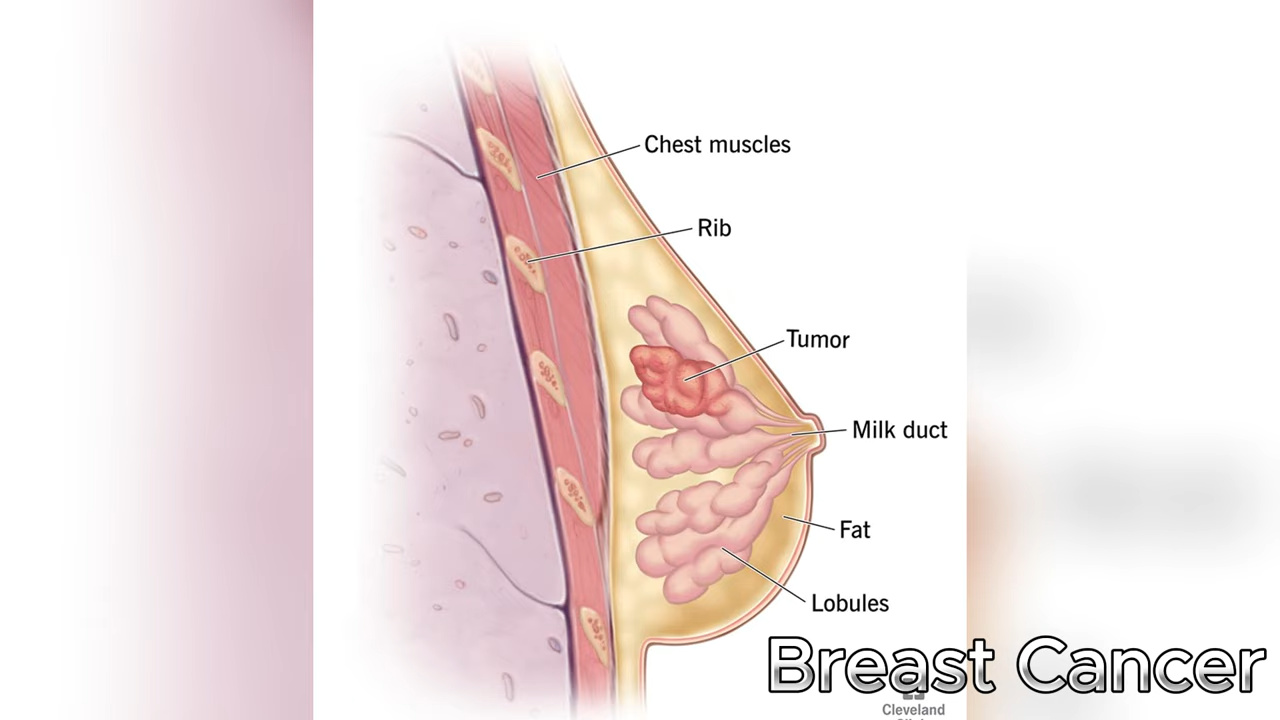 Chest muscles
Rib
Tumor
Milk duct
Fat
Lobules
Breast Cancer
Cleveland